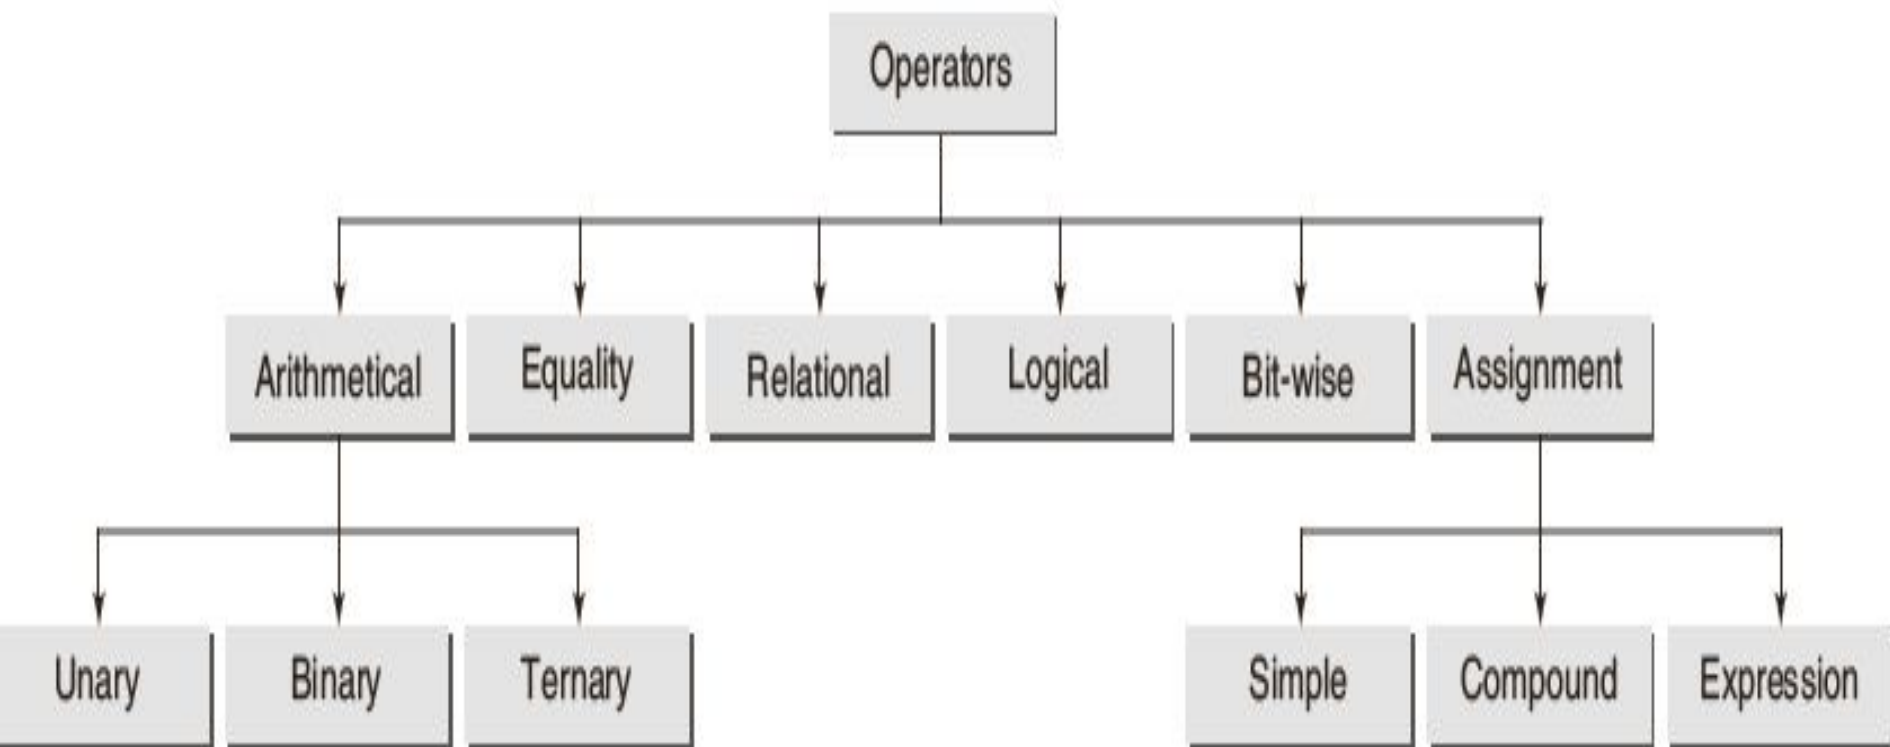 Operators
Arithmetical
Equality
Relational
Logical
Bit-wise
Assignment
Unary
Binary
Ternary
Simple
Compound
Expression